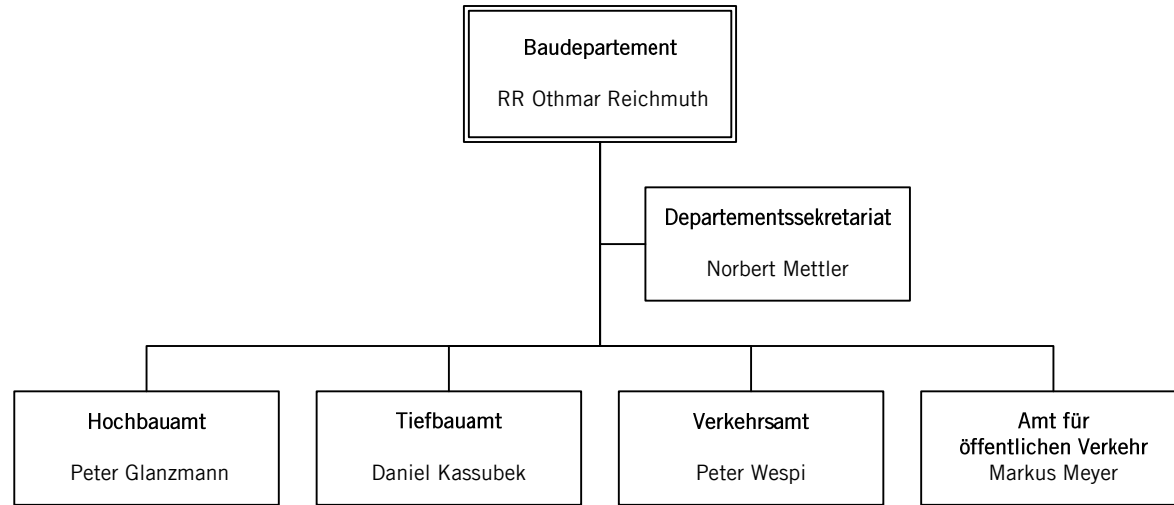 Baudepartement
RR Othmar Reichmuth
Departementssekretariat
Norbert Mettler
Hochbauamt
Peter Glanzmann
Tiefbauamt
Daniel Kassubek
Verkehrsamt
Peter Wespi
Amt für
öffentlichen Verkehr
Markus Meyer